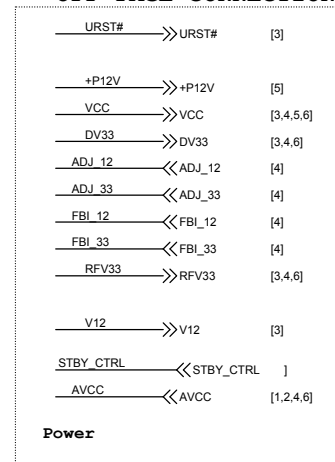 URST# URST# [3]
+P12V +P12V [5]
VCC VCC [3,4,5,6]
DV33 DV33 [3,4,6]
ADJ_12 ADJ_12 [4]
ADJ_33 ADJ_33 [4]
FBI_12 FBI_12 [4]
FBI_33 FBI_33 [4]
RFV33 RFV33 [3,4,6]
V12 V12 [3]
STBY_CTRL STBY_CTRL ]
AVCC AVCC [1,2,4,6]
Power